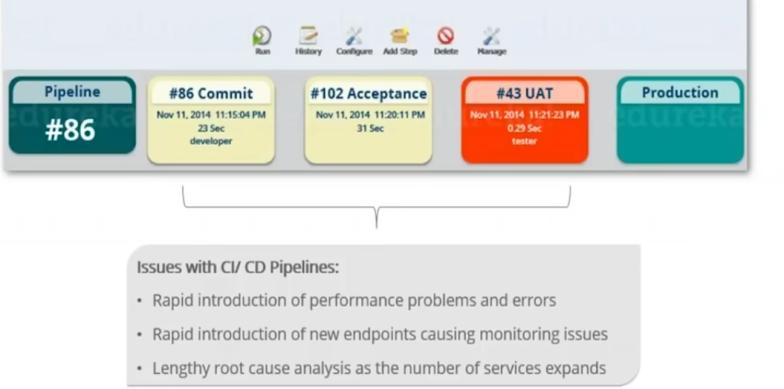 Run History Configure Add Step Delete Manage
Pipeline
#86
#86 Commit
Nov 11, 2014 11:15:04 PM
23 Sec
developer
#102 Acceptance
Nov 11, 2014 11:20:11 PM
31 Sec
#43 UAT
Nov 11, 2014 11:21:23 PM
0.29 Sec
tester
Production
edureka
Issues with CI/ CD Pipelines:
• Rapid introduction of performance problems and errors
• Rapid introduction of new endpoints causing monitoring issues
• Lengthy root cause analysis as the number of services expands